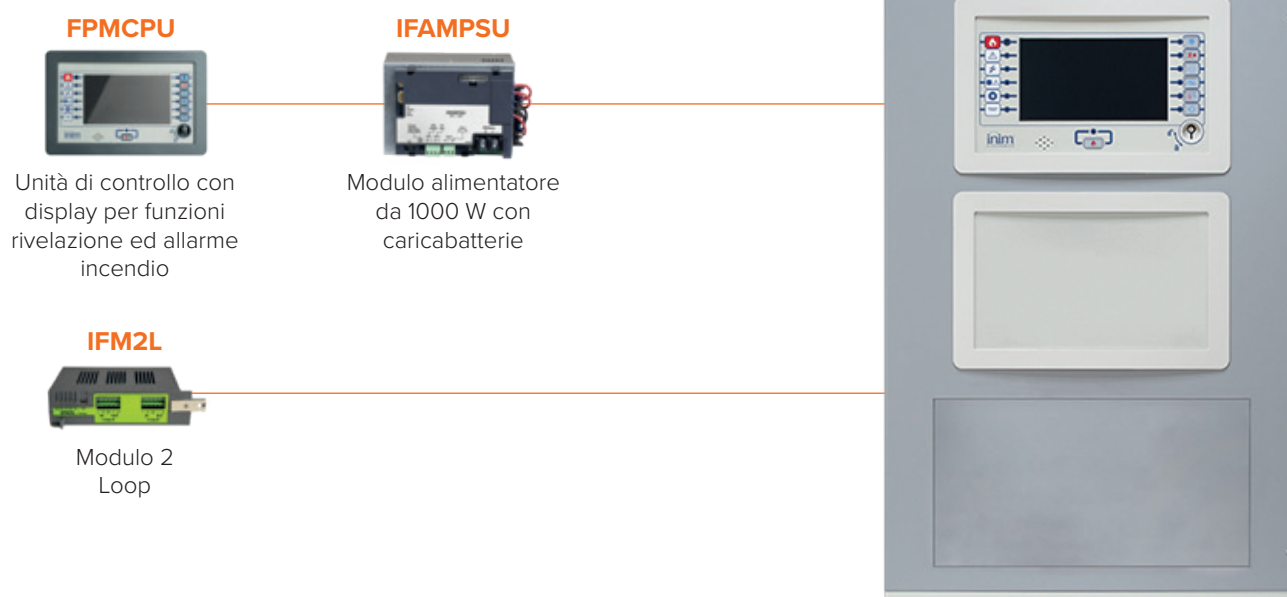 FPMCPU
Unità di controllo con
display per funzioni
rivelazione ed allarme
incendio
IFAMPSU
Modulo alimentatore
da 1000 W con
caricabatterie
IFM2L
Modulo 2
Loop
inim
inim